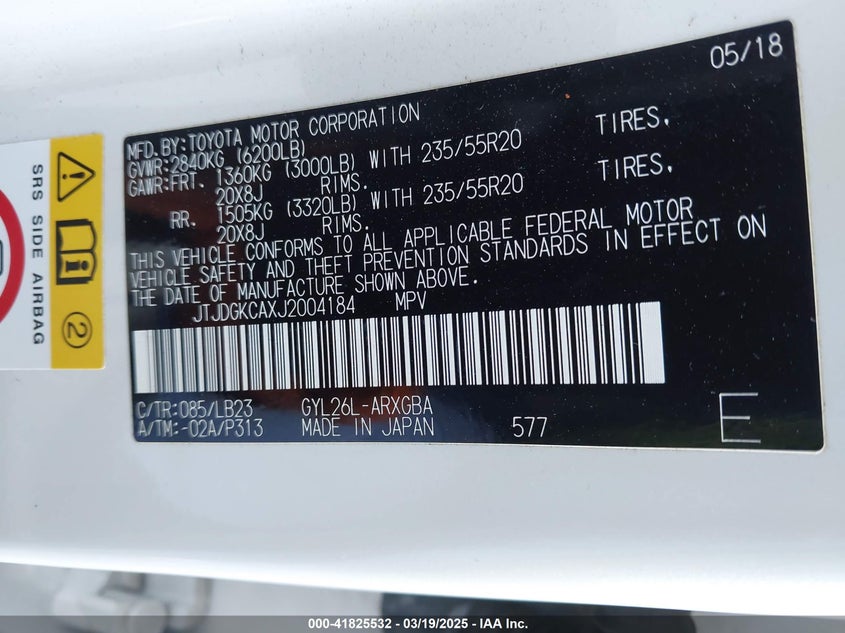 05/18
MFD.BY:TOYOTA MOTOR CORPORATION
GVWR:2840KG (6200LB)
GAWR:FRT. 1360KG (3000LB) WITH 235/55R20 TIRES,
20X8J RIMS.
RR. 1505KG (3320LB) WITH 235/55R20 TIRES,
20X8J RIMS.
THIS VEHICLE CONFORMS TO ALL APPLICABLE FEDERAL MOTOR
VEHICLE SAFETY AND THEFT PREVENTION STANDARDS IN EFFECT ON
THE DATE OF MANUFACTURE SHOWN ABOVE.
JTJDGKCAXJ2004184 MPV
C/TR:085/LB23 GYL26L-ARXGBA
A/TM:-02A/P313 MADE IN JAPAN 577 E
SRS SIDE AIRBAG
2
000-41825532 - 03/19/2025 - IAA Inc.